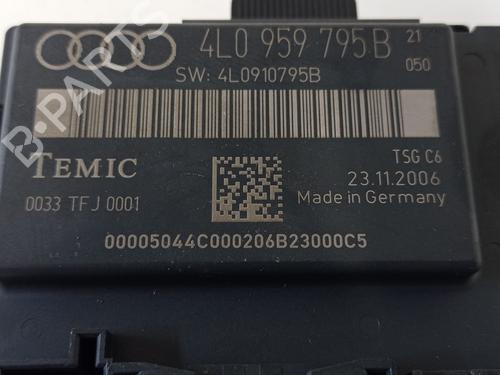 4L0 959 795B 21
050
SW: 4L0910795B
TEMIC
TSG C6
23.11.2006
0033 TFJ 0001
Made in Germany
00005044C000206B23000C5
B-PARTS